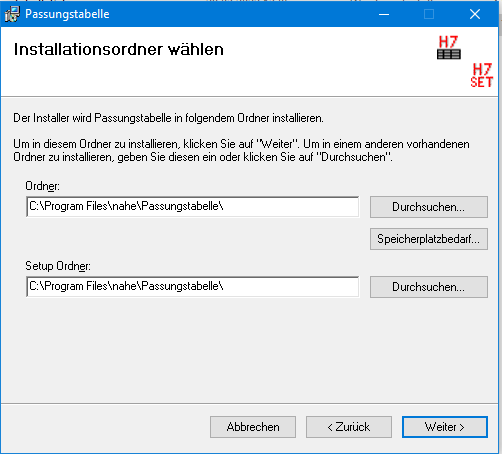 Passungstabelle
Installationsordner wählen
H7
H7
SET
Der Installer wird Passungstabelle in folgendem Ordner installieren.
Um in diesem Ordner zu installieren, klicken Sie auf "Weiter". Um in einem anderen vorhandenen
Ordner zu installieren, geben Sie diesen ein oder klicken Sie auf "Durchsuchen".
Ordner:
C:\Program Files\nahe\Passungstabelle\
Durchsuchen...
Speicherplatzbedarf...
Setup Ordner:
C:\Program Files\nahe\Passungstabelle\
Durchsuchen...
Abbrechen
< Zurück
Weiter >